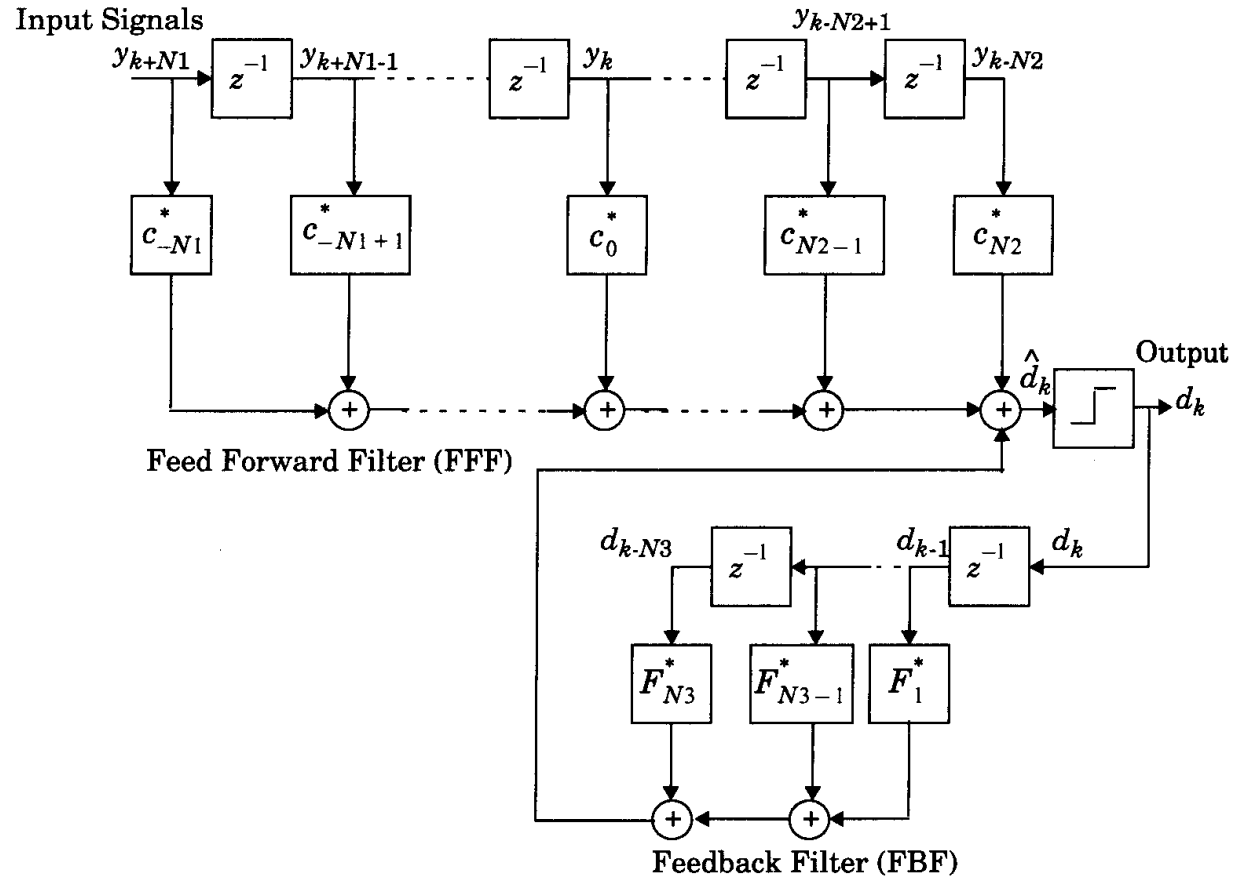 Input Signals
y_{k+N1} y_{k+N1-1} y_k y_{k-N2+1} y_{k-N2}
z^{-1} z^{-1} z^{-1} z^{-1}
c^*_{-N1} c^*_{-N1+1} c^*_0 c^*_{N2-1} c^*_{N2}
+ + + + \hat{d}_k Output d_k
Feed Forward Filter (FFF)
d_{k-N3} z^{-1} d_{k-1} z^{-1} d_k
F^*_{N3} F^*_{N3-1} F^*_1
+ +
Feedback Filter (FBF)